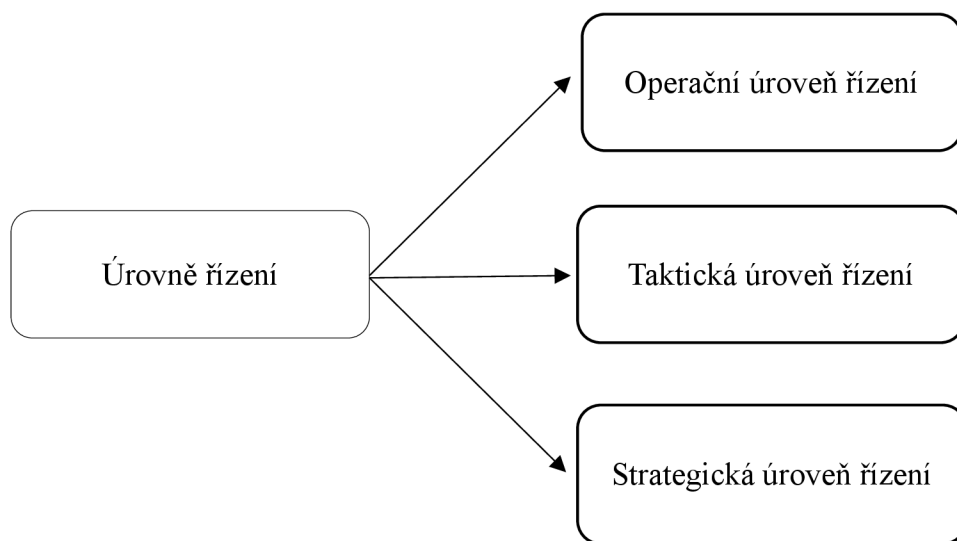 Operační úroveň řízení
Úrovně řízení
Taktická úroveň řízení
Strategická úroveň řízení